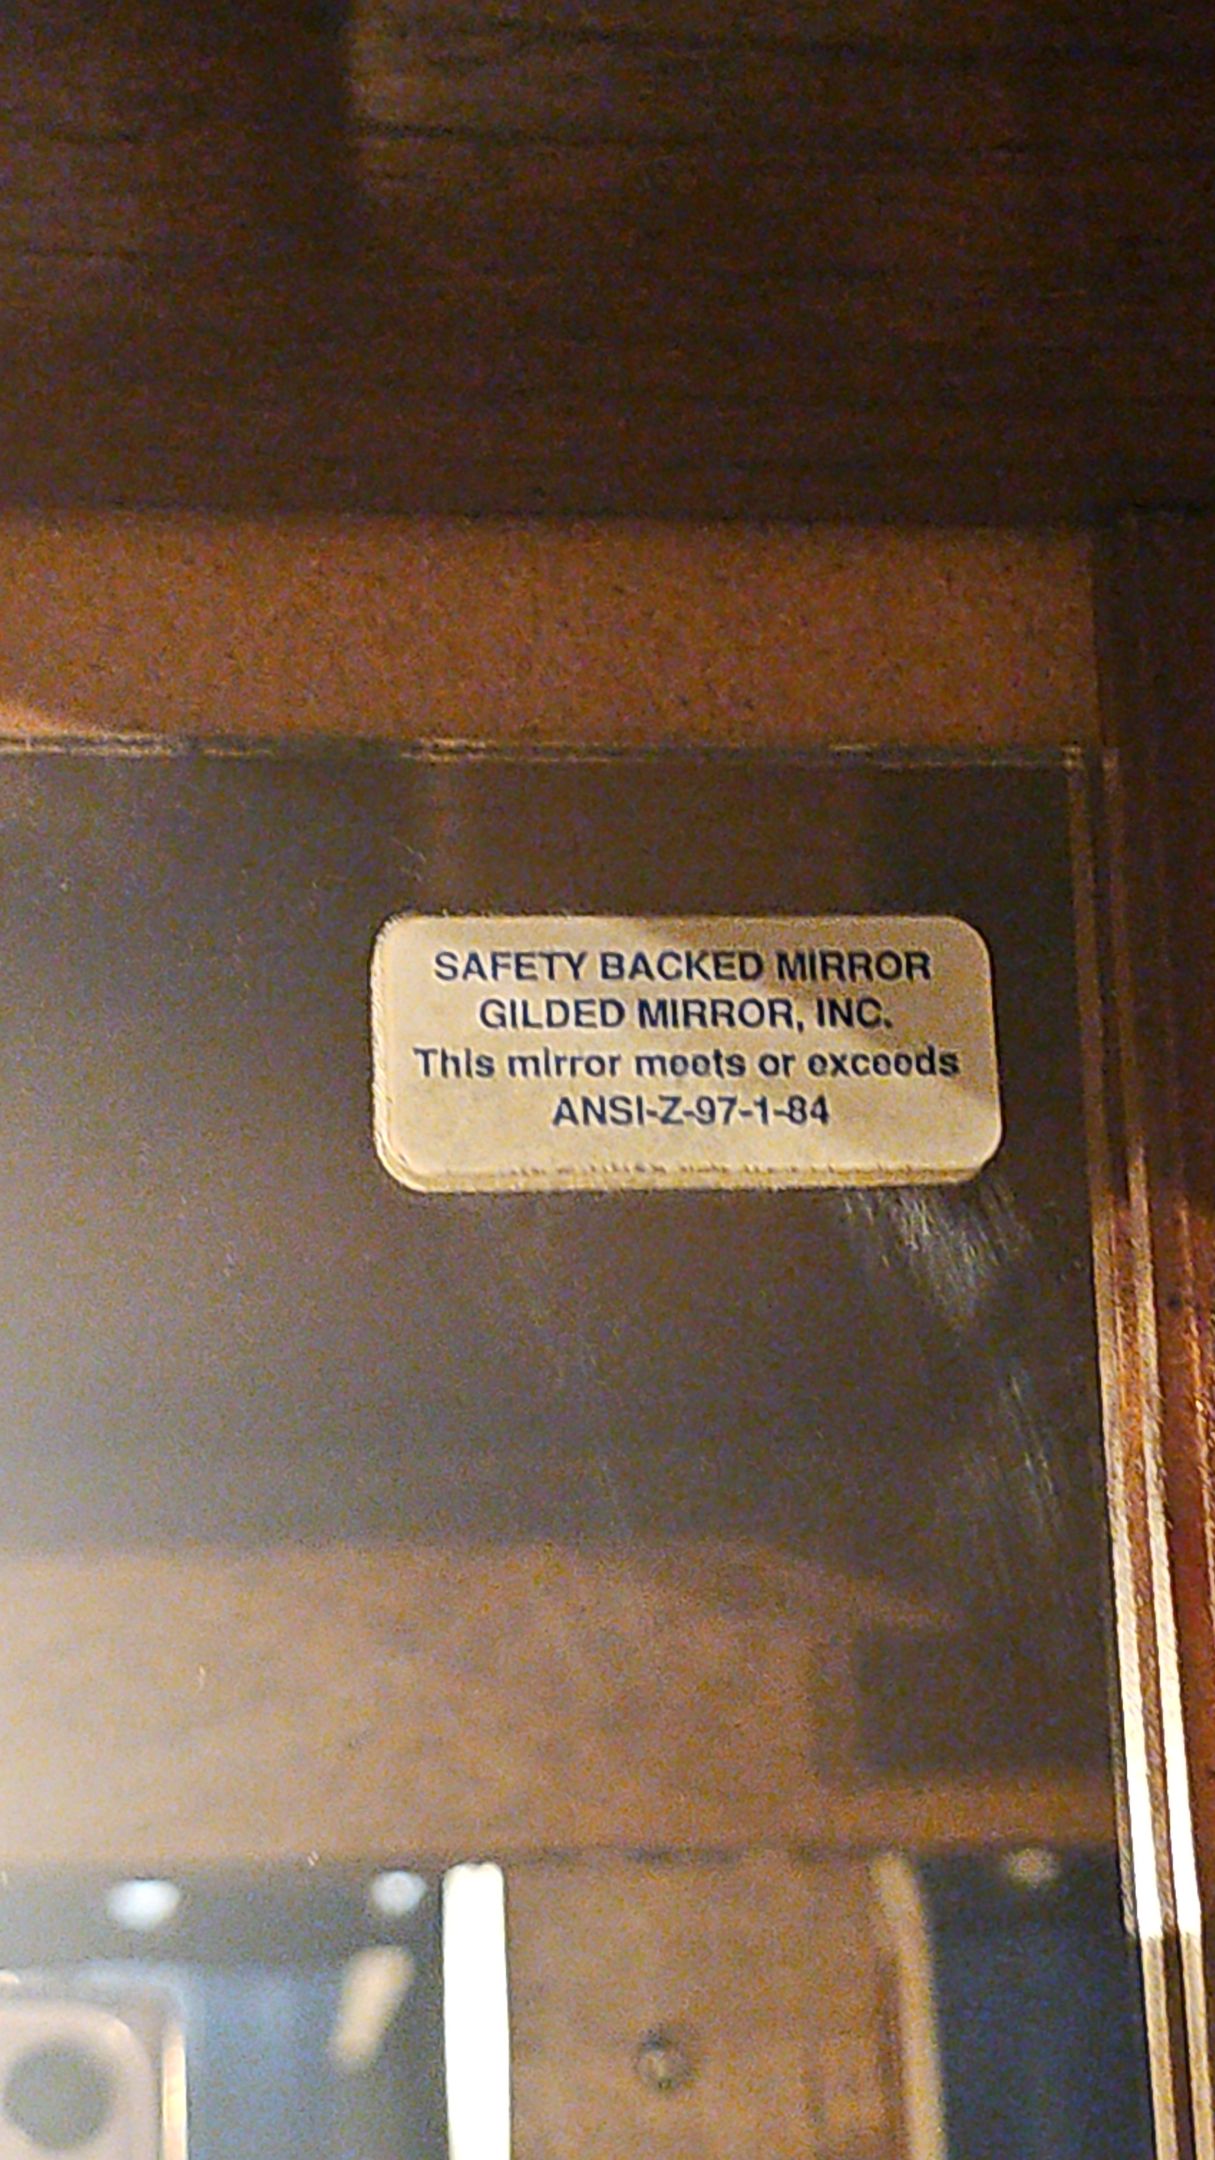 SAFETY BACKED MIRROR
GILDED MIRROR, INC.
This mirror meets or exceeds
ANSI-Z-97-1-84